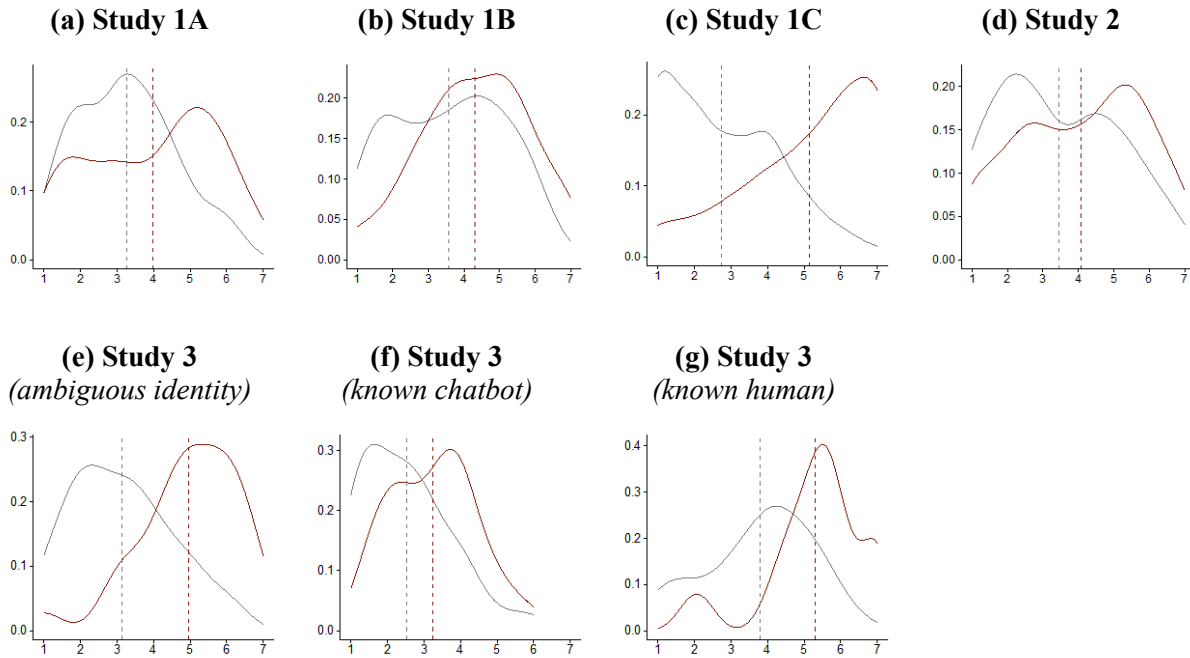 (a) Study 1A
(b) Study 1B
(c) Study 1C
(d) Study 2
0.2
0.1
0.0
1 2 3 4 5 6 7
0.20
0.15
0.10
0.05
0.00
1 2 3 4 5 6 7
0.2
0.1
0.0
1 2 3 4 5 6 7
0.20
0.15
0.10
0.05
0.00
1 2 3 4 5 6 7
(e) Study 3
(ambiguous identity)
(f) Study 3
(known chatbot)
(g) Study 3
(known human)
0.3
0.2
0.1
0.0
1 2 3 4 5 6 7
0.3
0.2
0.1
0.0
1 2 3 4 5 6 7
0.4
0.3
0.2
0.1
0.0
1 2 3 4 5 6 7